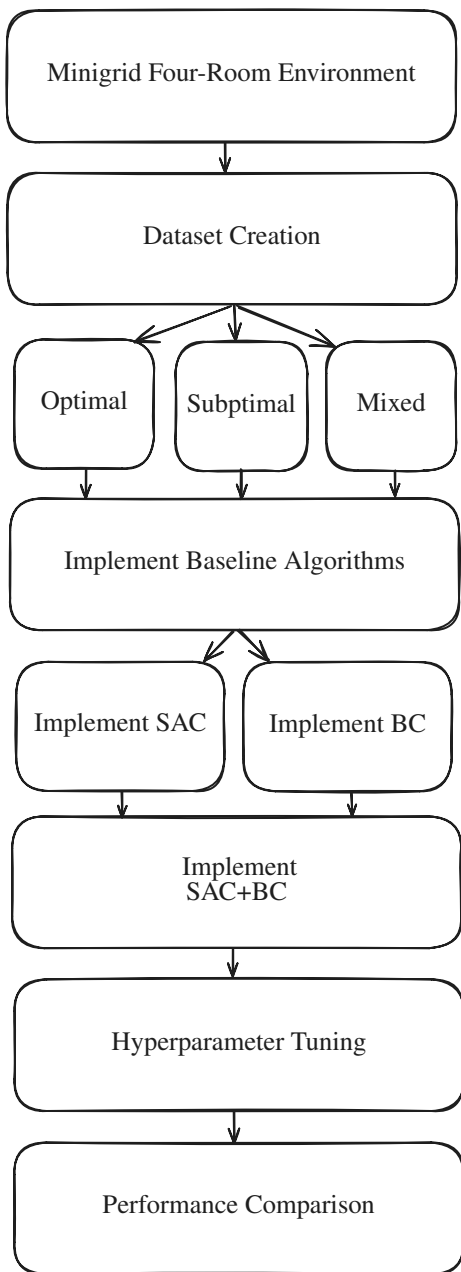 Minigrid Four-Room Environment
Dataset Creation
Optimal
Subptimal
Mixed
Implement Baseline Algorithms
Implement SAC
Implement BC
Implement
SAC+BC
Hyperparameter Tuning
Performance Comparison